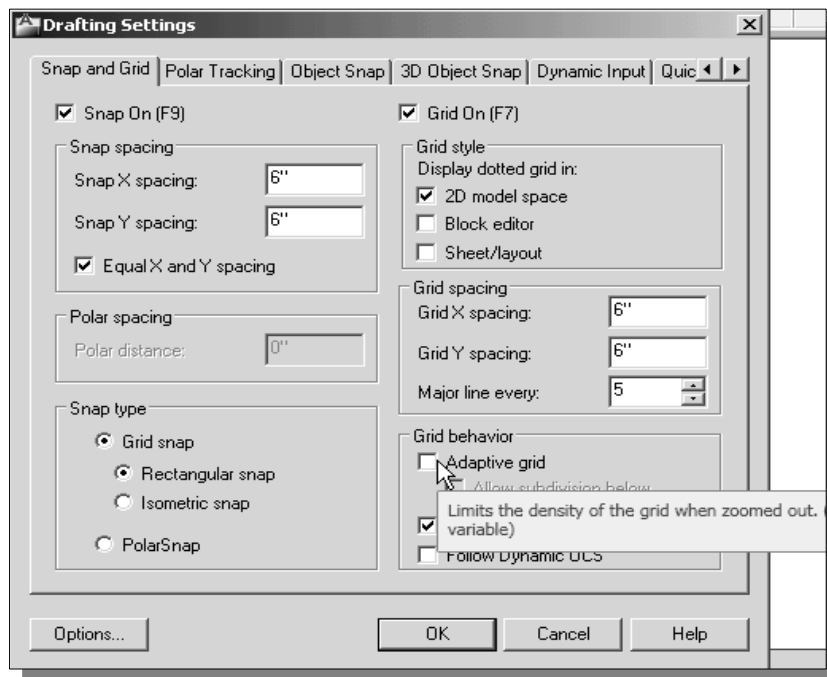 Drafting Settings
Snap and Grid
Polar Tracking
Object Snap
3D Object Snap
Dynamic Input
Quic
Snap On (F9)
Snap spacing
Snap X spacing:
6"
Snap Y spacing:
6"
Equal X and Y spacing
Polar spacing
Polar distance:
0"
Snap type
Grid snap
Rectangular snap
Isometric snap
PolarSnap
Grid On (F7)
Grid style
Display dotted grid in:
2D model space
Block editor
Sheet/layout
Grid spacing
Grid X spacing:
6"
Grid Y spacing:
6"
Major line every:
5
Grid behavior
Adaptive grid
Allow subdivision below
Limits the density of the grid when zoomed out. (
variable)
Follow Dynamic UCS
Options...
OK
Cancel
Help